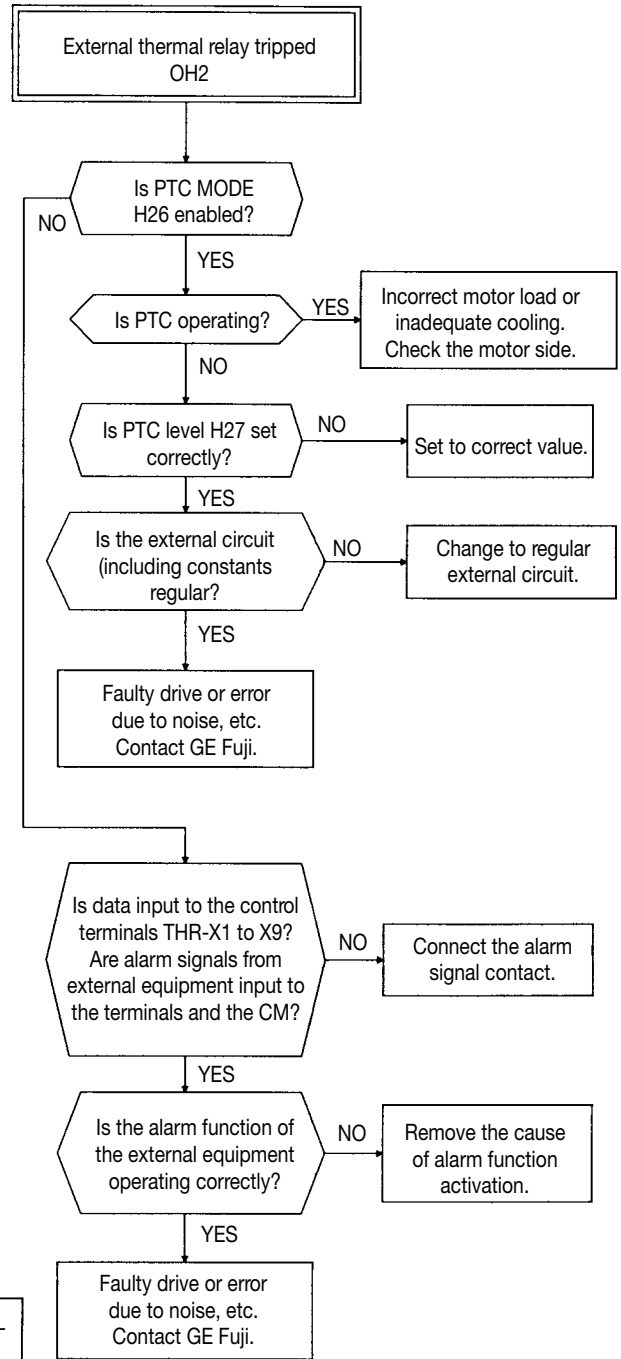 External thermal relay tripped
OH2
Is PTC MODE
H26 enabled?
NO
YES
Is PTC operating?
YES
Incorrect motor load or
inadequate cooling.
Check the motor side.
NO
Is PTC level H27 set
correctly?
NO
Set to correct value.
YES
Is the external circuit
(including constants
regular?
NO
Change to regular
external circuit.
YES
Faulty drive or error
due to noise, etc.
Contact GE Fuji.
Is data input to the control
terminals THR-X1 to X9?
Are alarm signals from
external equipment input to
the terminals and the CM?
NO
Connect the alarm
signal contact.
YES
Is the alarm function of
the external equipment
operating correctly?
NO
Remove the cause
of alarm function
activation.
YES
Faulty drive or error
due to noise, etc.
Contact GE Fuji.